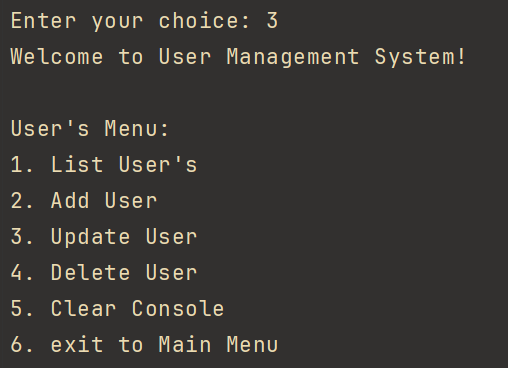 Enter your choice: 3
Welcome to User Management System!
User's Menu:
1. List User's
2. Add User
3. Update User
4. Delete User
5. Clear Console
6. exit to Main Menu